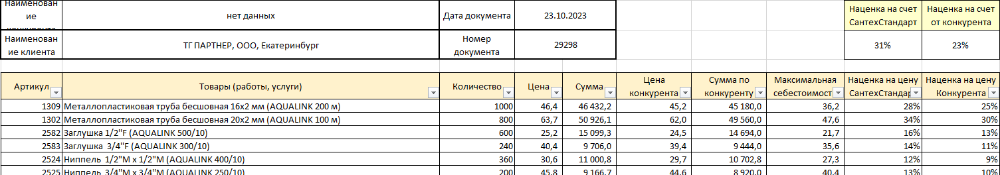 Наименован
ие
конкурента
нет данных
Дата документа
23.10.2023
Наценка на счет
СантехСтандарт
Наценка на счет
от конкурента
Наименован
ие клиента
ТГ ПАРТНЕР, ООО, Екатеринбург
Номер
документа
29298
31%
23%
Артикул
Товары (работы, услуги)
Количество
Цена
Сумма
Цена
конкурента
Сумма по
конкуренту
Максимальная
себестоимост
Наценка на цену
СантехСтандар
Наценка на цену
Конкурента
1309 Металлопластиковая труба бесшовная 16х2 мм (AQUALINK 200 м) 1000 46,4 46 432,2 45,2 45 180,0 36,2 28% 25%
1302 Металлопластиковая труба бесшовная 20х2 мм (AQUALINK 100 м) 800 63,7 50 926,1 62,0 49 560,0 47,6 34% 30%
2582 Заглушка 1/2"F (AQUALINK 500/10) 600 25,2 15 099,3 24,5 14 694,0 21,7 16% 13%
2583 Заглушка 3/4"F (AQUALINK 300/10) 240 40,4 9 706,0 39,4 9 444,0 35,6 14% 11%
2524 Ниппель 1/2"M x 1/2"M (AQUALINK 400/10) 360 30,6 11 000,8 29,7 10 702,8 27,3 12% 9%
2525 Ниппель 3/4"M x 3/4"M (AQUALINK 250/10) 200 45,8 9 166,7 44,6 8 920,0 40,4 13% 10%